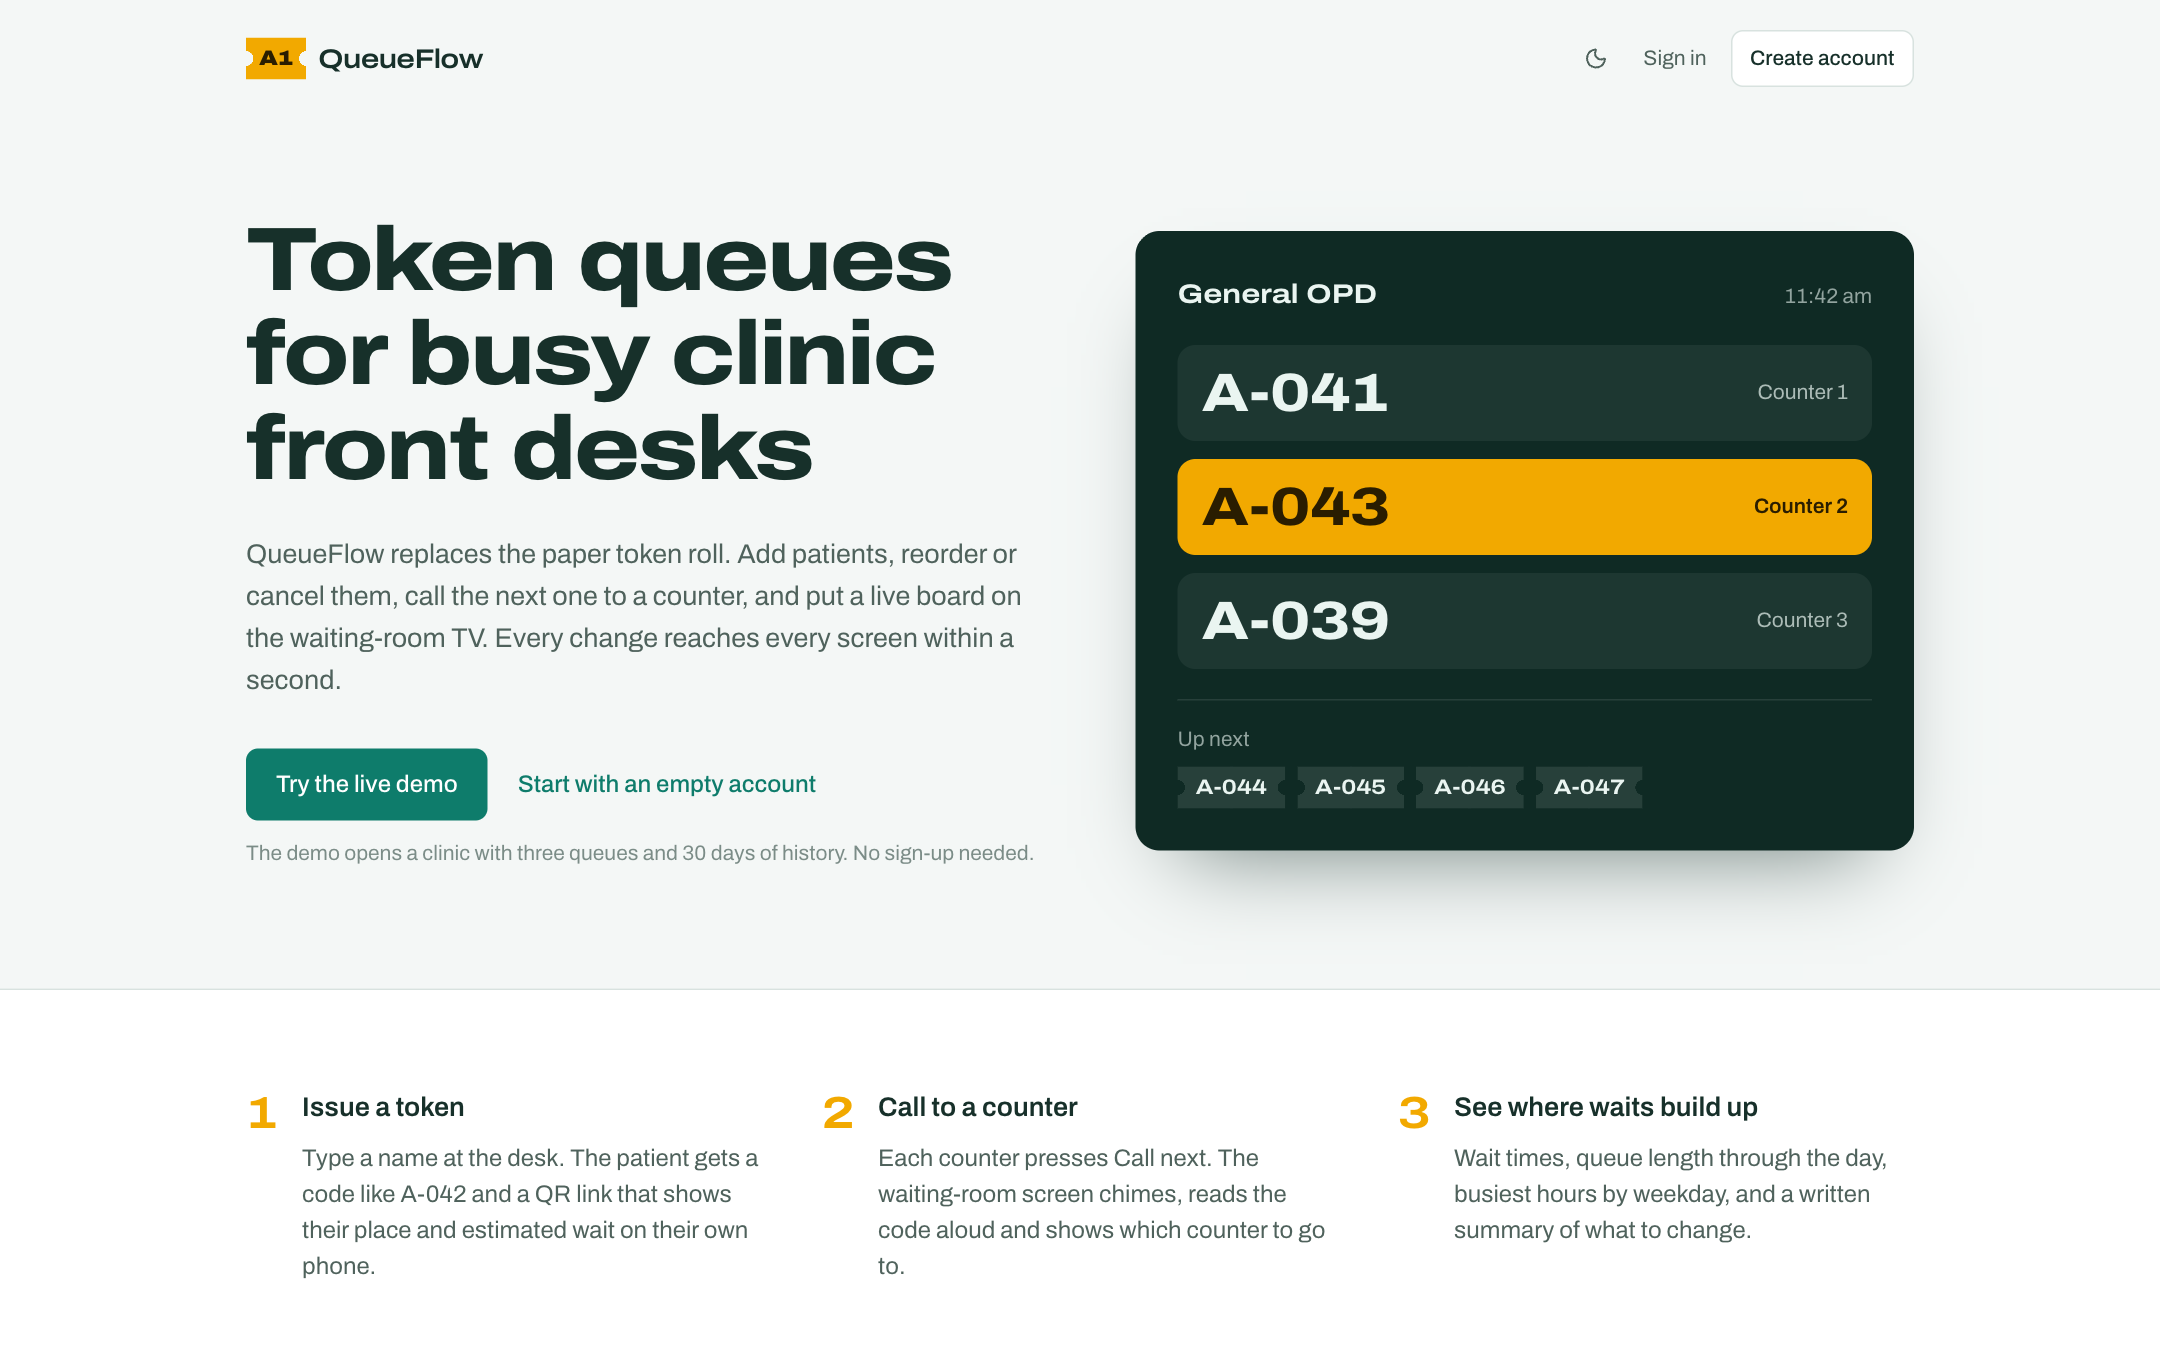 A1 QueueFlow
Sign in
Create account
Token queues
for busy clinic
front desks
QueueFlow replaces the paper token roll. Add patients, reorder or
cancel them, call the next one to a counter, and put a live board on
the waiting-room TV. Every change reaches every screen within a
second.
Try the live demo
Start with an empty account
The demo opens a clinic with three queues and 30 days of history. No sign-up needed.
General OPD
11:42 am
A-041
Counter 1
A-043
Counter 2
A-039
Counter 3
Up next
A-044
A-045
A-046
A-047
1
Issue a token
Type a name at the desk. The patient gets a
code like A-042 and a QR link that shows
their place and estimated wait on their own
phone.
2
Call to a counter
Each counter presses Call next. The
waiting-room screen chimes, reads the
code aloud and shows which counter to go
to.
3
See where waits build up
Wait times, queue length through the day,
busiest hours by weekday, and a written
summary of what to change.